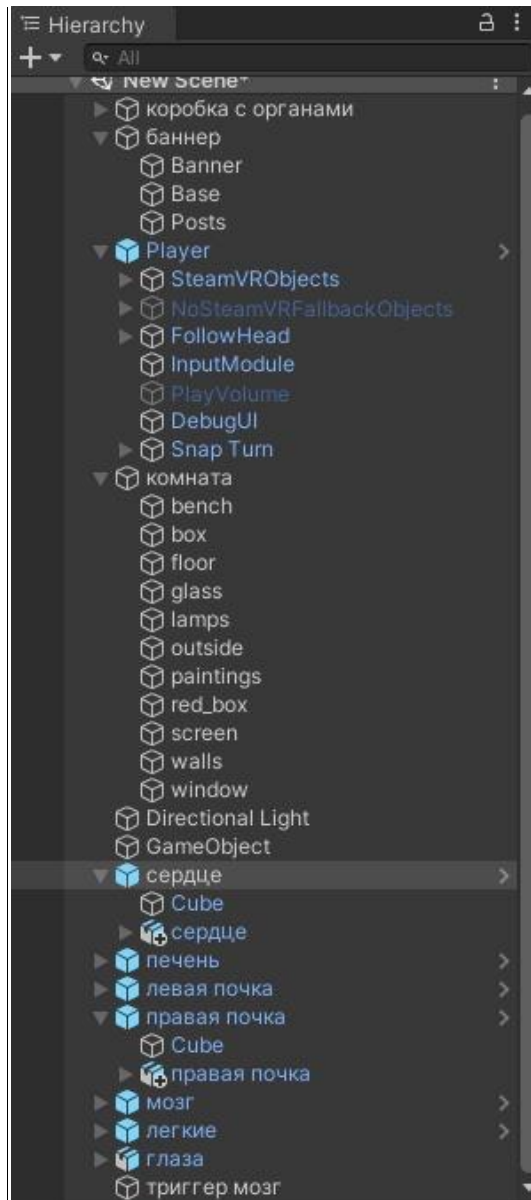 Hierarchy
All
New Scene*
коробка с органами
баннер
Banner
Base
Posts
Player
SteamVRObjects
NoSteamVRFallbackObjects
FollowHead
InputModule
PlayVolume
DebugUI
Snap Turn
комната
bench
box
floor
glass
lamps
outside
paintings
red_box
screen
walls
window
Directional Light
GameObject
сердце
Cube
сердце
печень
левая почка
правая почка
Cube
правая почка
мозг
легкие
глаза
триггер мозг